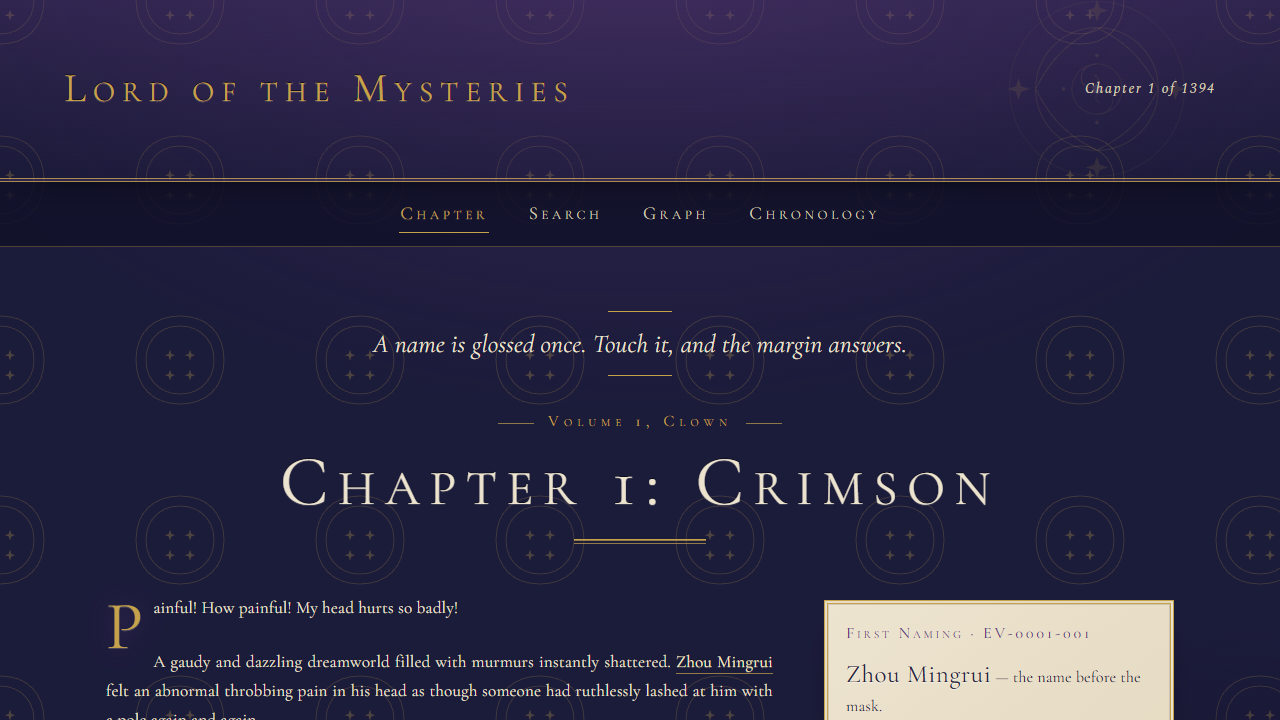 Lord of the Mysteries
Chapter 1 of 1394
Chapter Search Graph Chronology
A name is glossed once. Touch it, and the margin answers.
Volume 1, Clown
Chapter 1: Crimson
Painful! How painful! My head hurts so badly!
A gaudy and dazzling dreamworld filled with murmurs instantly shattered. Zhou Mingrui
felt an abnormal throbbing pain in his head as though someone had ruthlessly lashed at him with
a pole again and again.
First Naming · EV-0001-001
Zhou Mingrui — the name before the
mask.